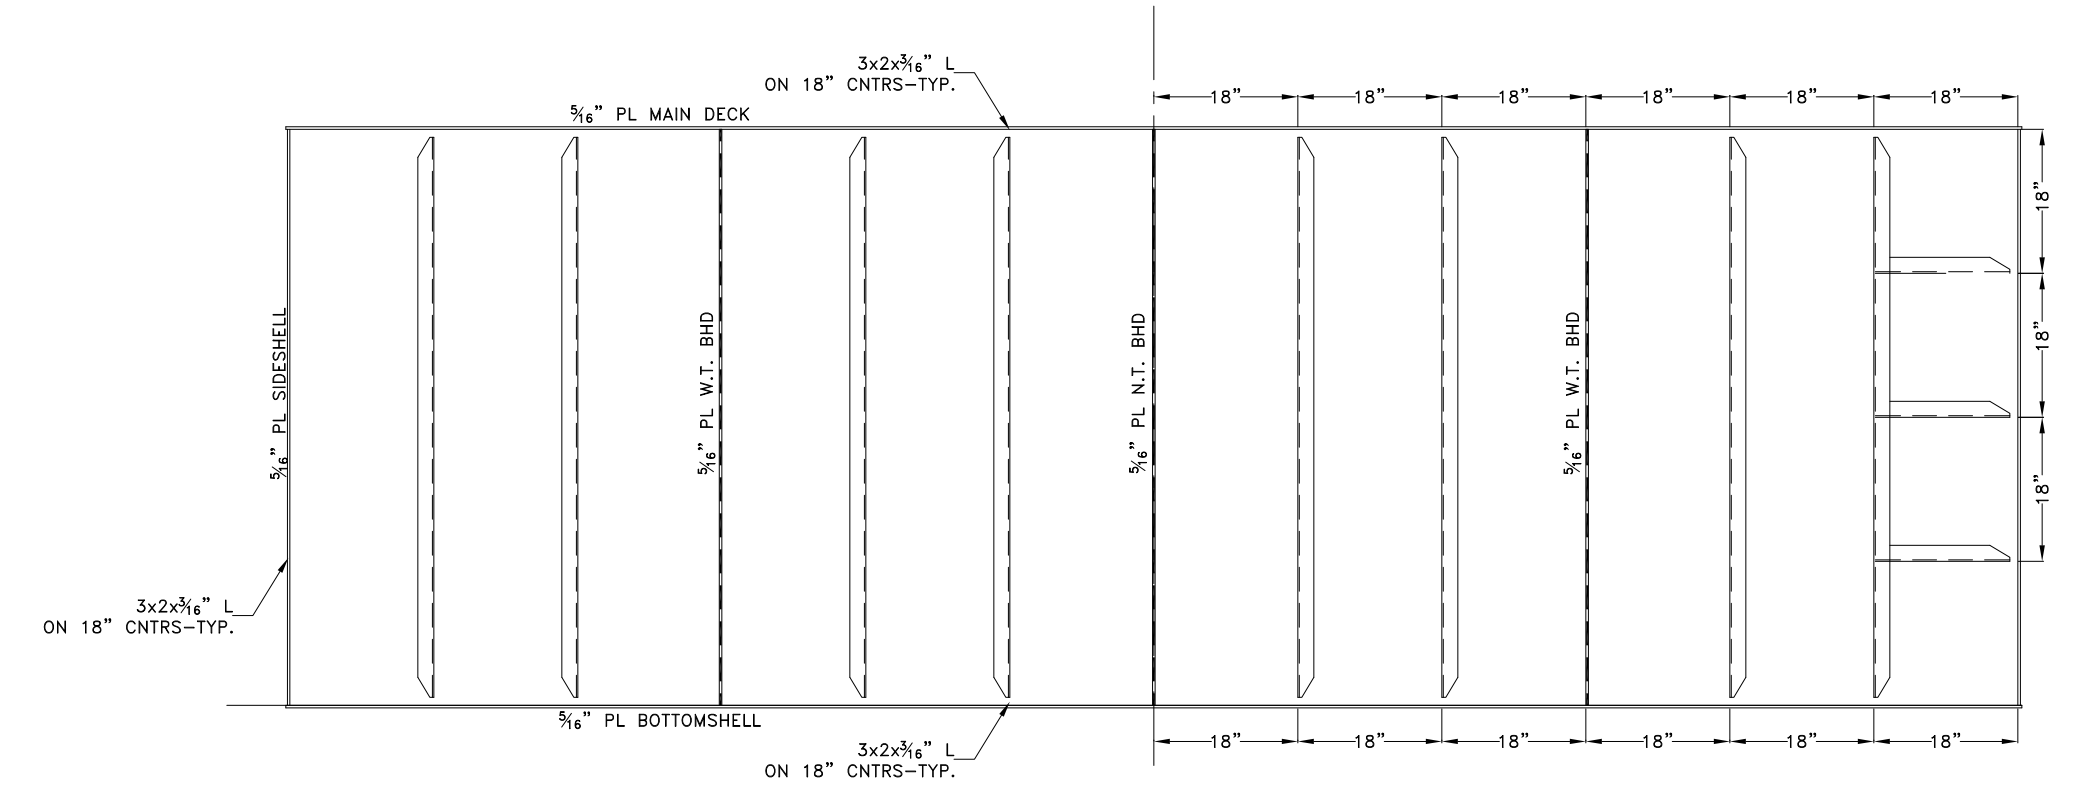 3x2x3⁄16” L
ON 18” CNTRS-TYP.
5⁄16” PL MAIN DECK
18” 18” 18” 18” 18” 18”
18”
18”
18”
5⁄16” PL SIDESHELL
5⁄16” PL W.T. BHD
5⁄16” PL N.T. BHD
5⁄16” PL W.T. BHD
3x2x3⁄16” L
ON 18” CNTRS-TYP.
5⁄16” PL BOTTOMSHELL
3x2x3⁄16” L
ON 18” CNTRS-TYP.
18” 18” 18” 18” 18” 18”